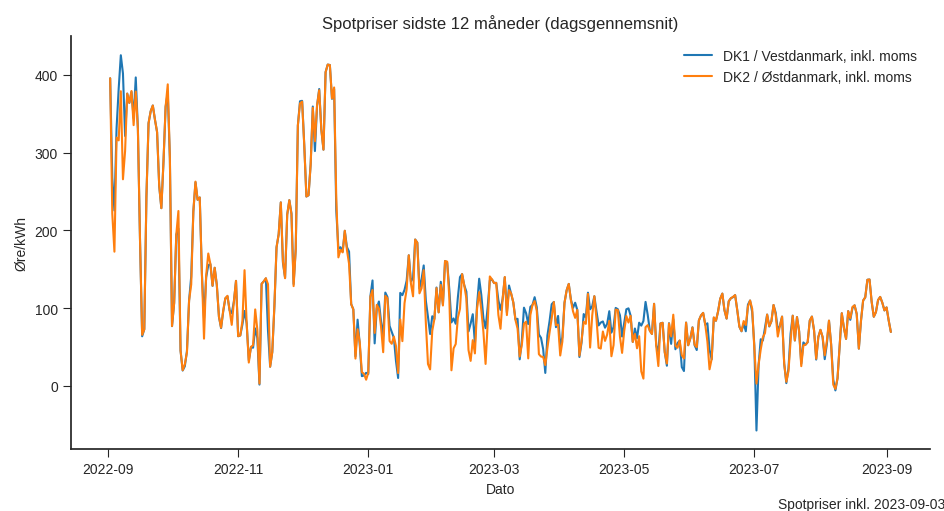 Spotpriser sidste 12 måneder (dagsgennemsnit)
DK1 / Vestdanmark, inkl. moms
DK2 / Østdanmark, inkl. moms
400
300
200
100
0
Øre/kWh
2022-09 2022-11 2023-01 2023-03 2023-05 2023-07 2023-09
Dato
Spotpriser inkl. 2023-09-03